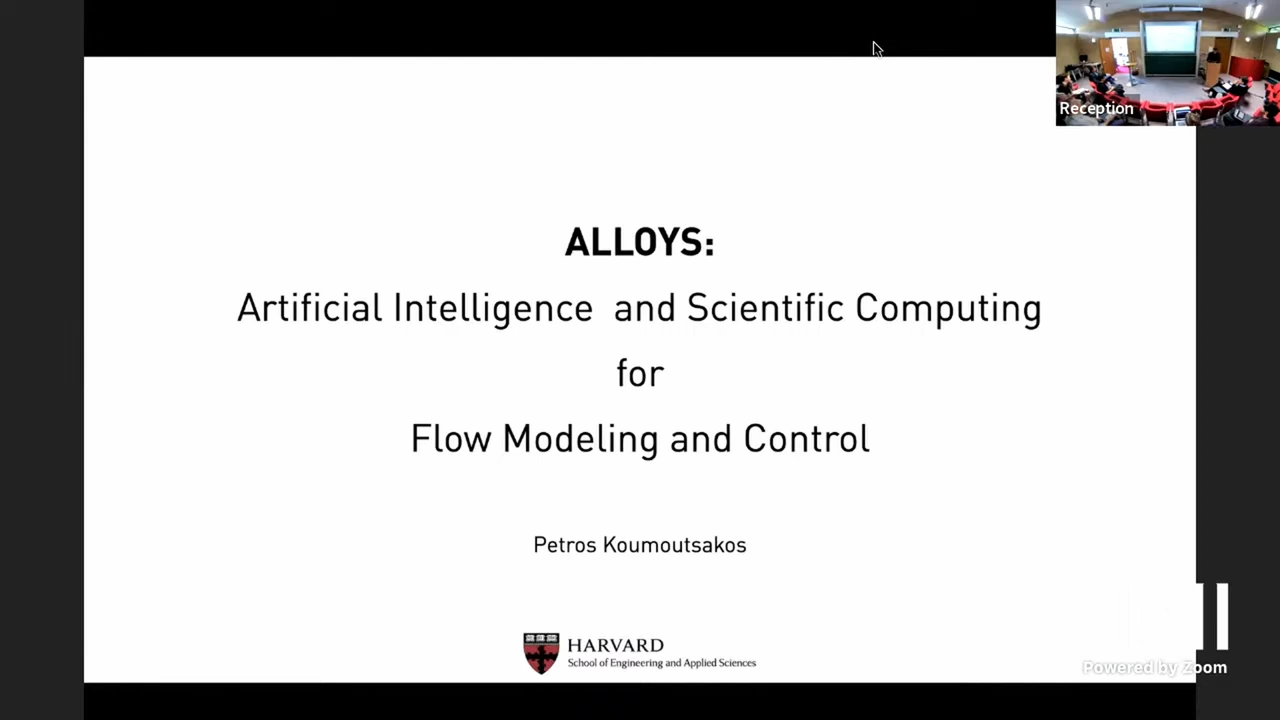 Reception
ALLOYS:
Artificial Intelligence and Scientific Computing
for
Flow Modeling and Control
Petros Koumoutsakos
HARVARD
School of Engineering and Applied Sciences
Powered by Zoom